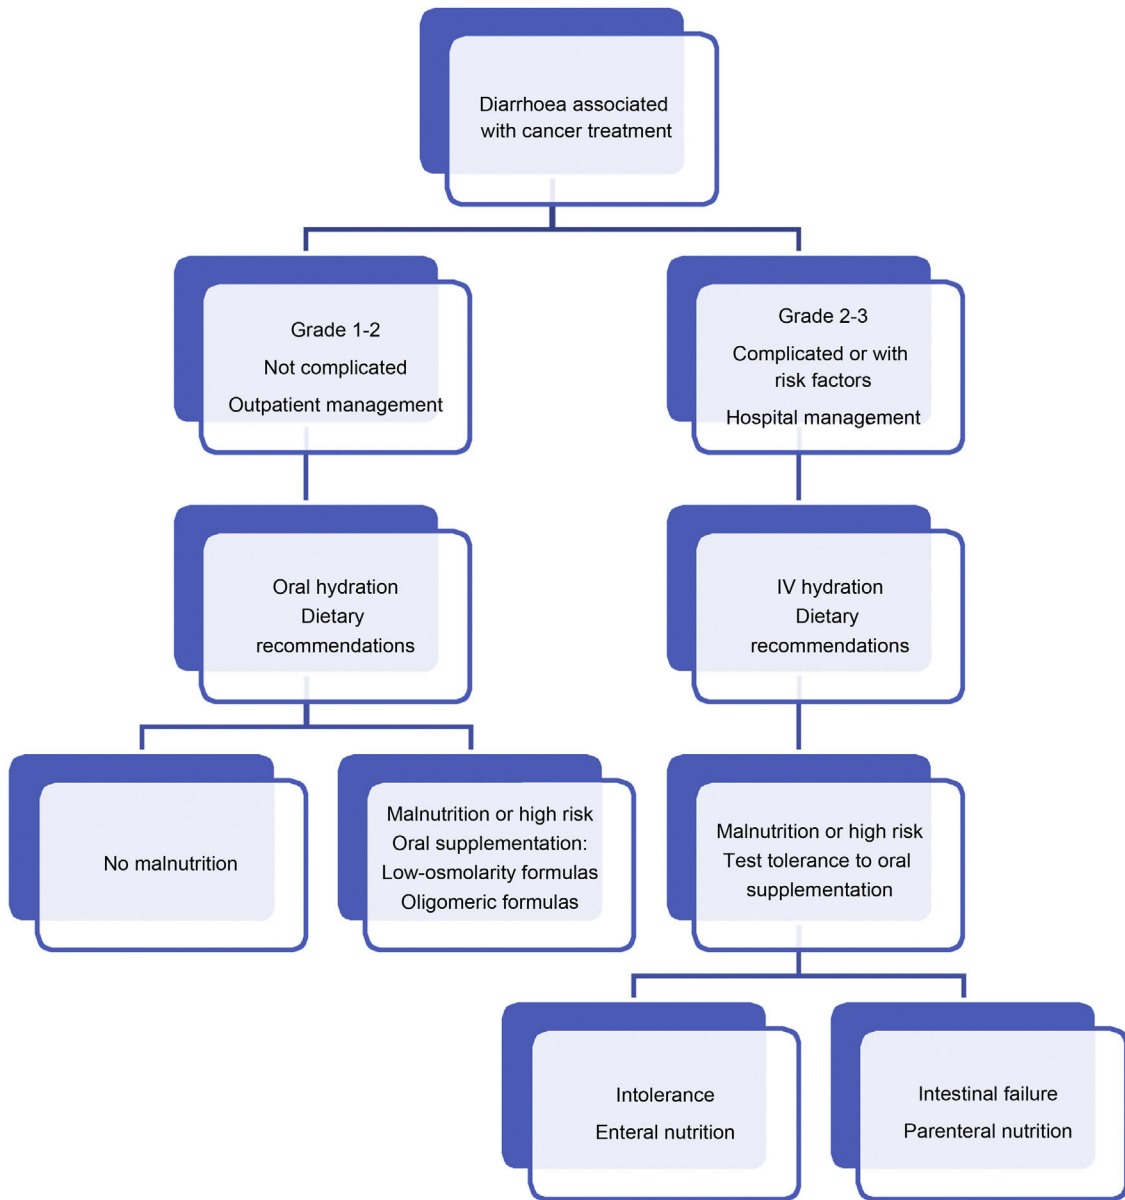 Diarrhoea associated
with cancer treatment
Grade 1-2
Not complicated
Outpatient management
Grade 2-3
Complicated or with
risk factors
Hospital management
Oral hydration
Dietary
recommendations
IV hydration
Dietary
recommendations
No malnutrition
Malnutrition or high risk
Oral supplementation:
Low-osmolarity formulas
Oligomeric formulas
Malnutrition or high risk
Test tolerance to oral
supplementation
Intolerance
Enteral nutrition
Intestinal failure
Parenteral nutrition